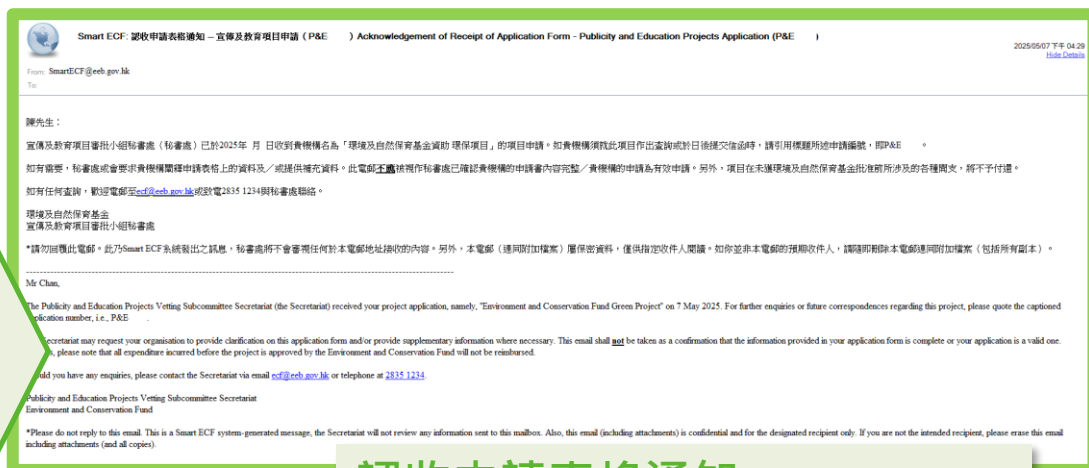 Smart ECF: 認收申請表格通知 – 宣傳及教育項目申請（P&E ）Acknowledgement of Receipt of Application Form - Publicity and Education Projects Application (P&E )
2025/05/07 下午 04:29
Hide Details
From: SmartECF@eeb.gov.hk
To:
陳先生：
宣傳及教育項目審批小組秘書處（秘書處）已於2025年 月 日收到貴機構名為「環境及自然保育基金資助 環保項目」的項目申請。如貴機構須就此項目作出查詢或於日後提交信函時，請引用標題所述申請編號，即P&E 。
如有需要，秘書處或會要求貴機構闡釋申請表格上的資料及／或提供補充資料。此電郵不應被視作秘書處已確認貴機構的申請書內容完整／貴機構的申請為有效申請。另外，項目在未獲環境及自然保育基金批准前所涉及的各種開支，將不予付還。
如有任何查詢，歡迎電郵至ecf@eeb.gov.hk或致電2835 1234與秘書處聯絡。
環境及自然保育基金
宣傳及教育項目審批小組秘書處
*請勿回覆此電郵。此乃Smart ECF系統發出之訊息，秘書處將不會審視任何於本電郵地址接收的內容。另外，本電郵（連同附加檔案）屬保密資料，僅供指定收件人閱讀。如你並非本電郵的預期收件人，請隨即刪除本電郵連同附加檔案（包括所有副本）。
Mr Chan,
The Publicity and Education Projects Vetting Subcommittee Secretariat (the Secretariat) received your project application, namely, "Environment and Conservation Fund Green Project" on 7 May 2025. For further enquiries or future correspondences regarding this project, please quote the captioned
application number, i.e., P&E .
ecretariat may request your organisation to provide clarification on this application form and/or provide supplementary information where necessary. This email shall not be taken as a confirmation that the information provided in your application form is complete or your application is a valid one.
s, please note that all expenditure incurred before the project is approved by the Environment and Conservation Fund will not be reimbursed.
uld you have any enquiries, please contact the Secretariat via email ecf@eeb.gov.hk or telephone at 2835 1234.
Publicity and Education Projects Vetting Subcommittee Secretariat
Environment and Conservation Fund
*Please do not reply to this email. This is a Smart ECF system-generated message, the Secretariat will not review any information sent to this mailbox. Also, this email (including attachments) is confidential and for the designated recipient only. If you are not the intended recipient, please erase this email
including attachments (and all copies).
認收申請表格通知